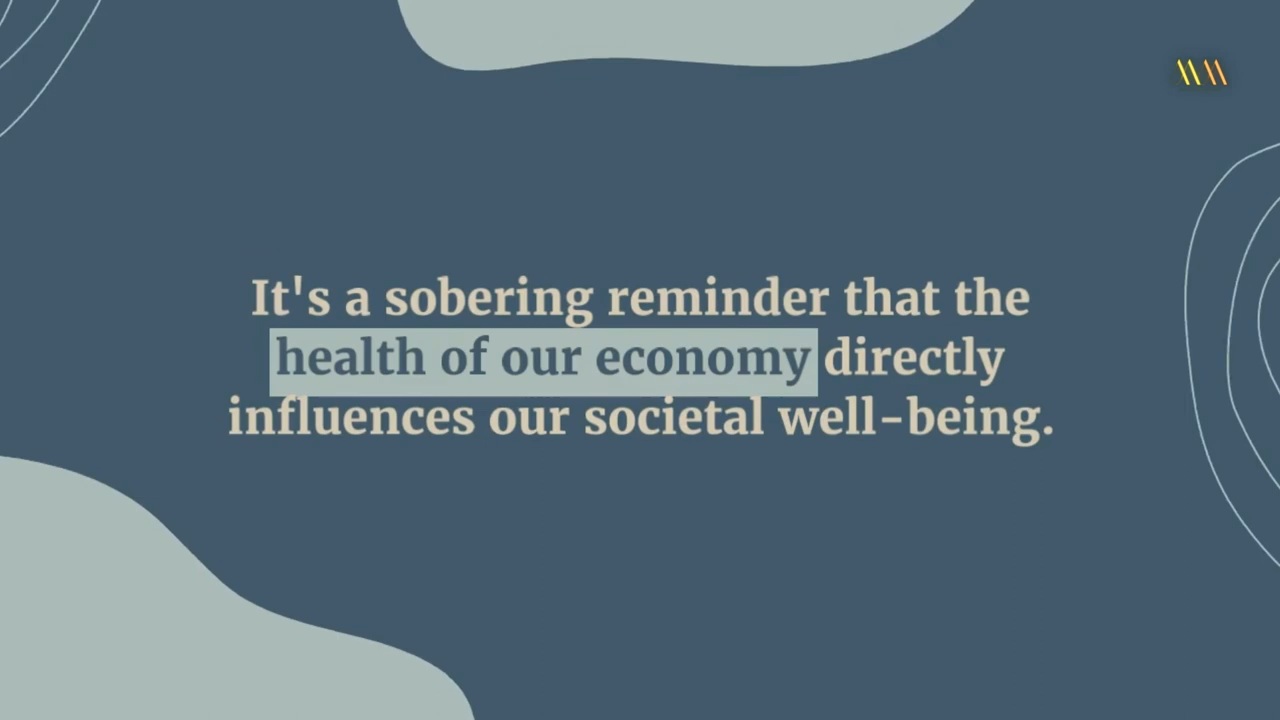 It's a sobering reminder that the
health of our economy directly
influences our societal well-being.